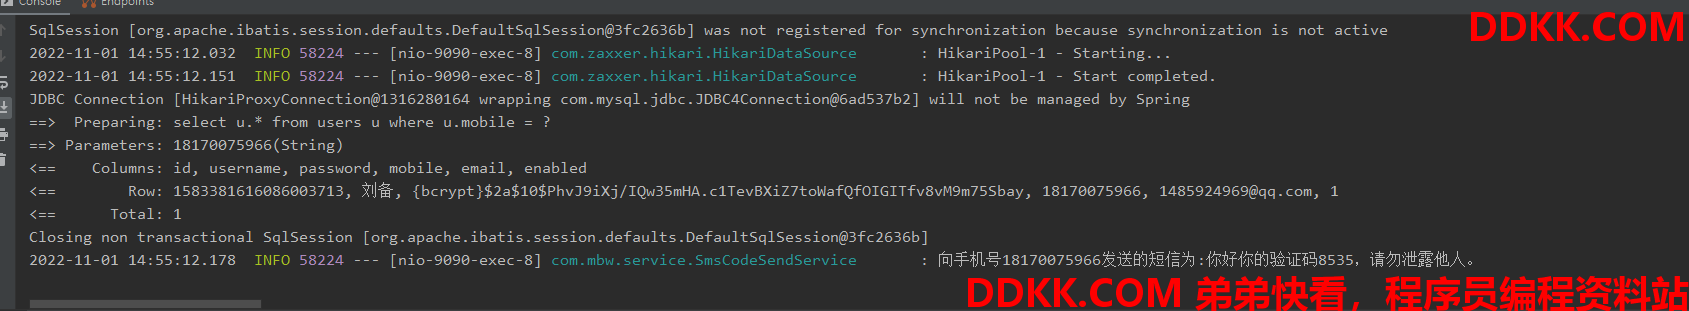 Console Endpoints
DDKK.COM
SqlSession [org.apache.ibatis.session.defaults.DefaultSqlSession@3fc2636b] was not registered for synchronization because synchronization is not active
2022-11-01 14:55:12.032  INFO 58224 --- [nio-9090-exec-8] com.zaxxer.hikari.HikariDataSource       : HikariPool-1 - Starting...
2022-11-01 14:55:12.151  INFO 58224 --- [nio-9090-exec-8] com.zaxxer.hikari.HikariDataSource       : HikariPool-1 - Start completed.
JDBC Connection [HikariProxyConnection@1316280164 wrapping com.mysql.jdbc.JDBC4Connection@6ad537b2] will not be managed by Spring
==>  Preparing: select u.* from users u where u.mobile = ?
==> Parameters: 18170075966(String)
<==    Columns: id, username, password, mobile, email, enabled
<==        Row: 1583381616086003713, 刘备, {bcrypt}$2a$10$PhvJ9iXj/IQw35mHA.c1TevBXiZ7toWafQfOIGITfv8vM9m75Sbay, 18170075966, 1485924969@qq.com, 1
<==      Total: 1
Closing non transactional SqlSession [org.apache.ibatis.session.defaults.DefaultSqlSession@3fc2636b]
2022-11-01 14:55:12.178  INFO 58224 --- [nio-9090-exec-8] com.mbw.service.SmsCodeSendService       : 向手机号18170075966发送的短信为:你好你的验证码8535，请勿泄露他人。
DDKK.COM 弟弟快看，程序员编程资料站